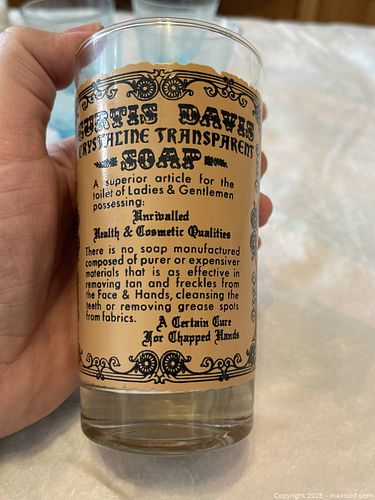 CURTIS DAVIS
CRYSTALINE TRANSPARENT
SOAP
A superior article for the
toilet of Ladies & Gentlemen
possessing:
Unrivalled
Health & Cosmetic Qualities
There is no soap manufactured
composed of purer or expensiver
materials that is as effective in
removing tan and freckles from
the Face & Hands, cleansing the
teeth or removing grease spots
from fabrics.
A Certain Cure
For Chapped Hands
Copyright 2025 - maxsold.com